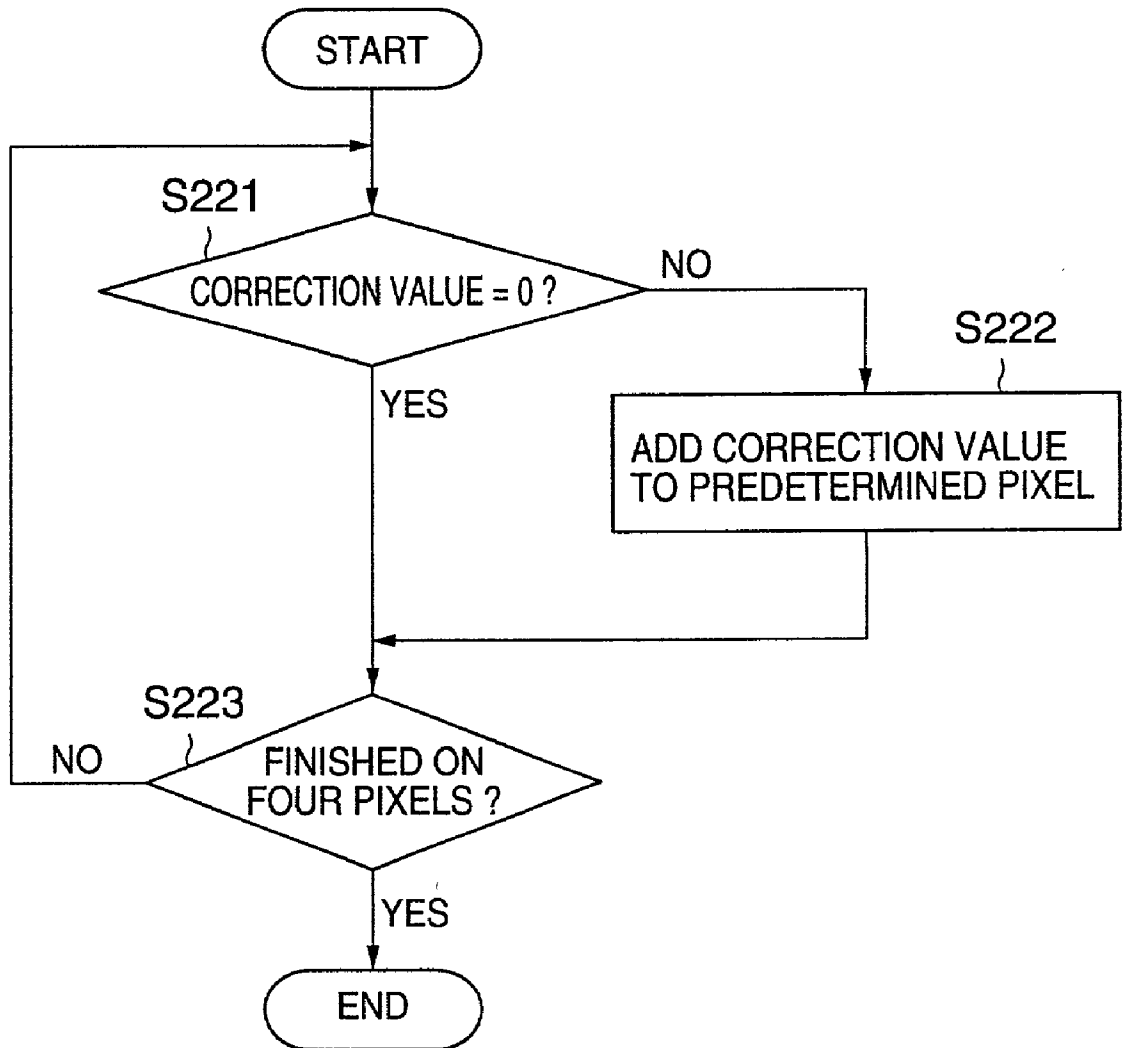 START
S221
CORRECTION VALUE = 0 ?
NO
YES
S222
ADD CORRECTION VALUE
TO PREDETERMINED PIXEL
S223
NO
FINISHED ON
FOUR PIXELS ?
YES
END